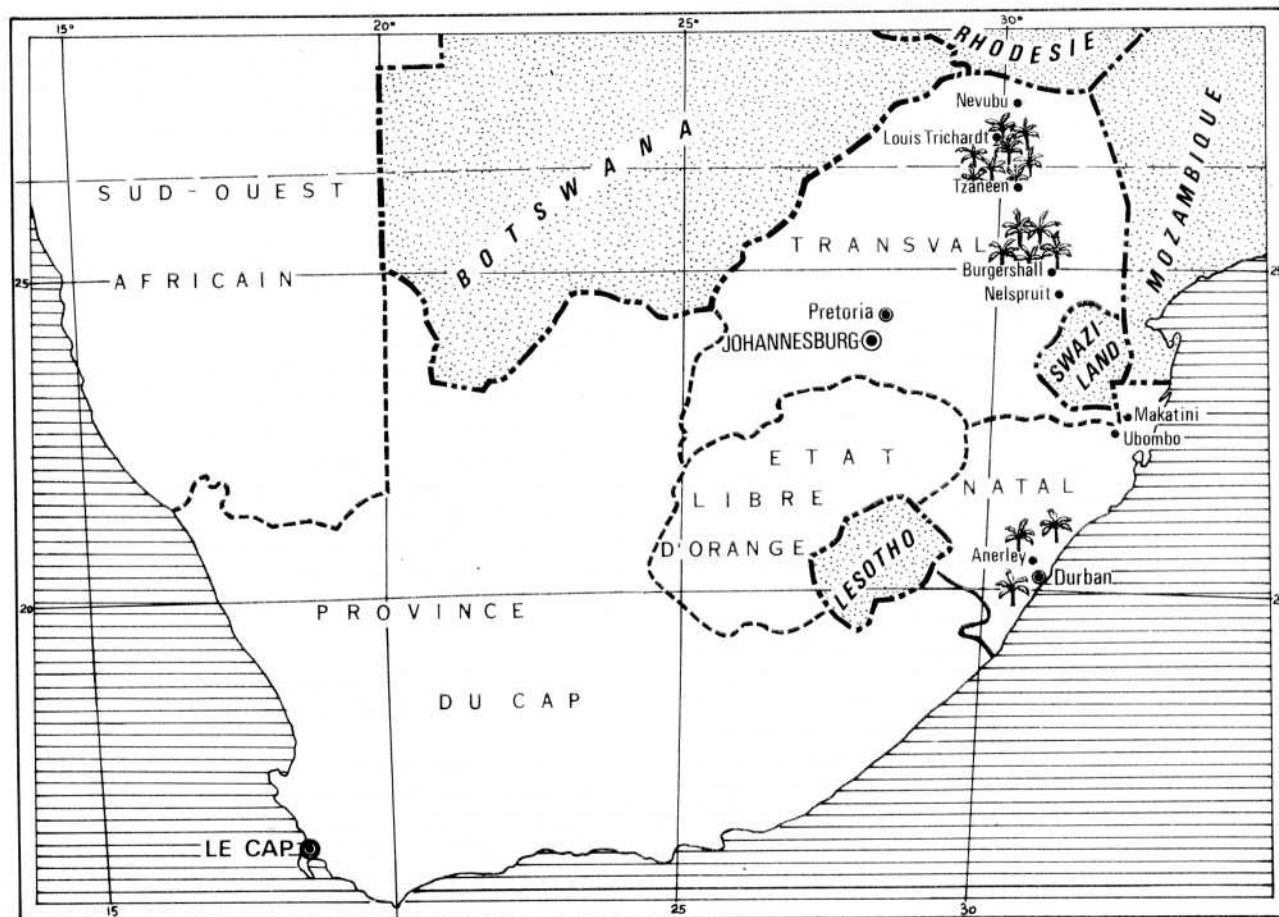 15°
20°
25°
30°
RHODESIE
Nevubu
Louis Trichardt
MOZAMBIQUE
BOTSWANA
SUD-OUEST
AFRICAIN
Tzaneen
TRANSVAL
25
25
Burgershall
Nelspruit
Pretoria
JOHANNESBURG
SWAZI
LAND
Makatini
Ubombo
ETAT
LIBRE
D'ORANGE
NATAL
LESOTHO
Anerley
Durban
20
PROVINCE
DU CAP
LE CAP
15
25
30